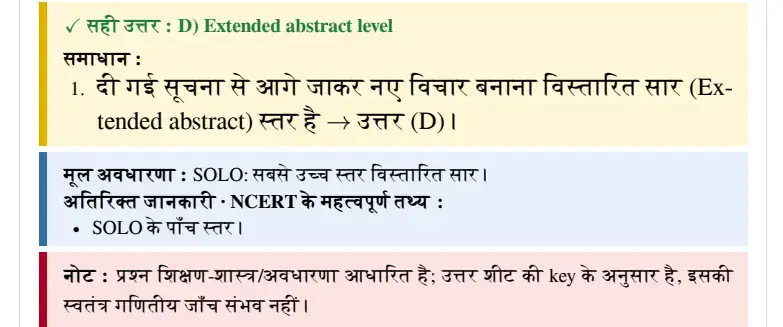 ✓ सही उत्तर : D) Extended abstract level
समाधान :
1. दी गई सूचना से आगे जाकर नए विचार बनाना विस्तारित सार (Ex-
tended abstract) स्तर है → उत्तर (D)।
मूल अवधारणा : SOLO: सबसे उच्च स्तर विस्तारित सार।
अतिरिक्त जानकारी · NCERT के महत्वपूर्ण तथ्य :
• SOLO के पाँच स्तर।
नोट : प्रश्न शिक्षण-शास्त्र/अवधारणा आधारित है; उत्तर शीट की key के अनुसार है, इसकी
स्वतंत्र गणितीय जाँच संभव नहीं।